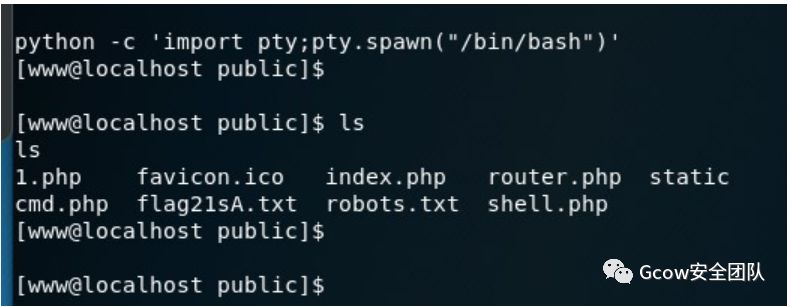 python -c 'import pty;pty.spawn("/bin/bash")'
[www@localhost public]$
[www@localhost public]$ ls
ls
1.php favicon.ico index.php router.php static
cmd.php flag21sA.txt robots.txt shell.php
[www@localhost public]$
[www@localhost public]$
Gcow安全团队